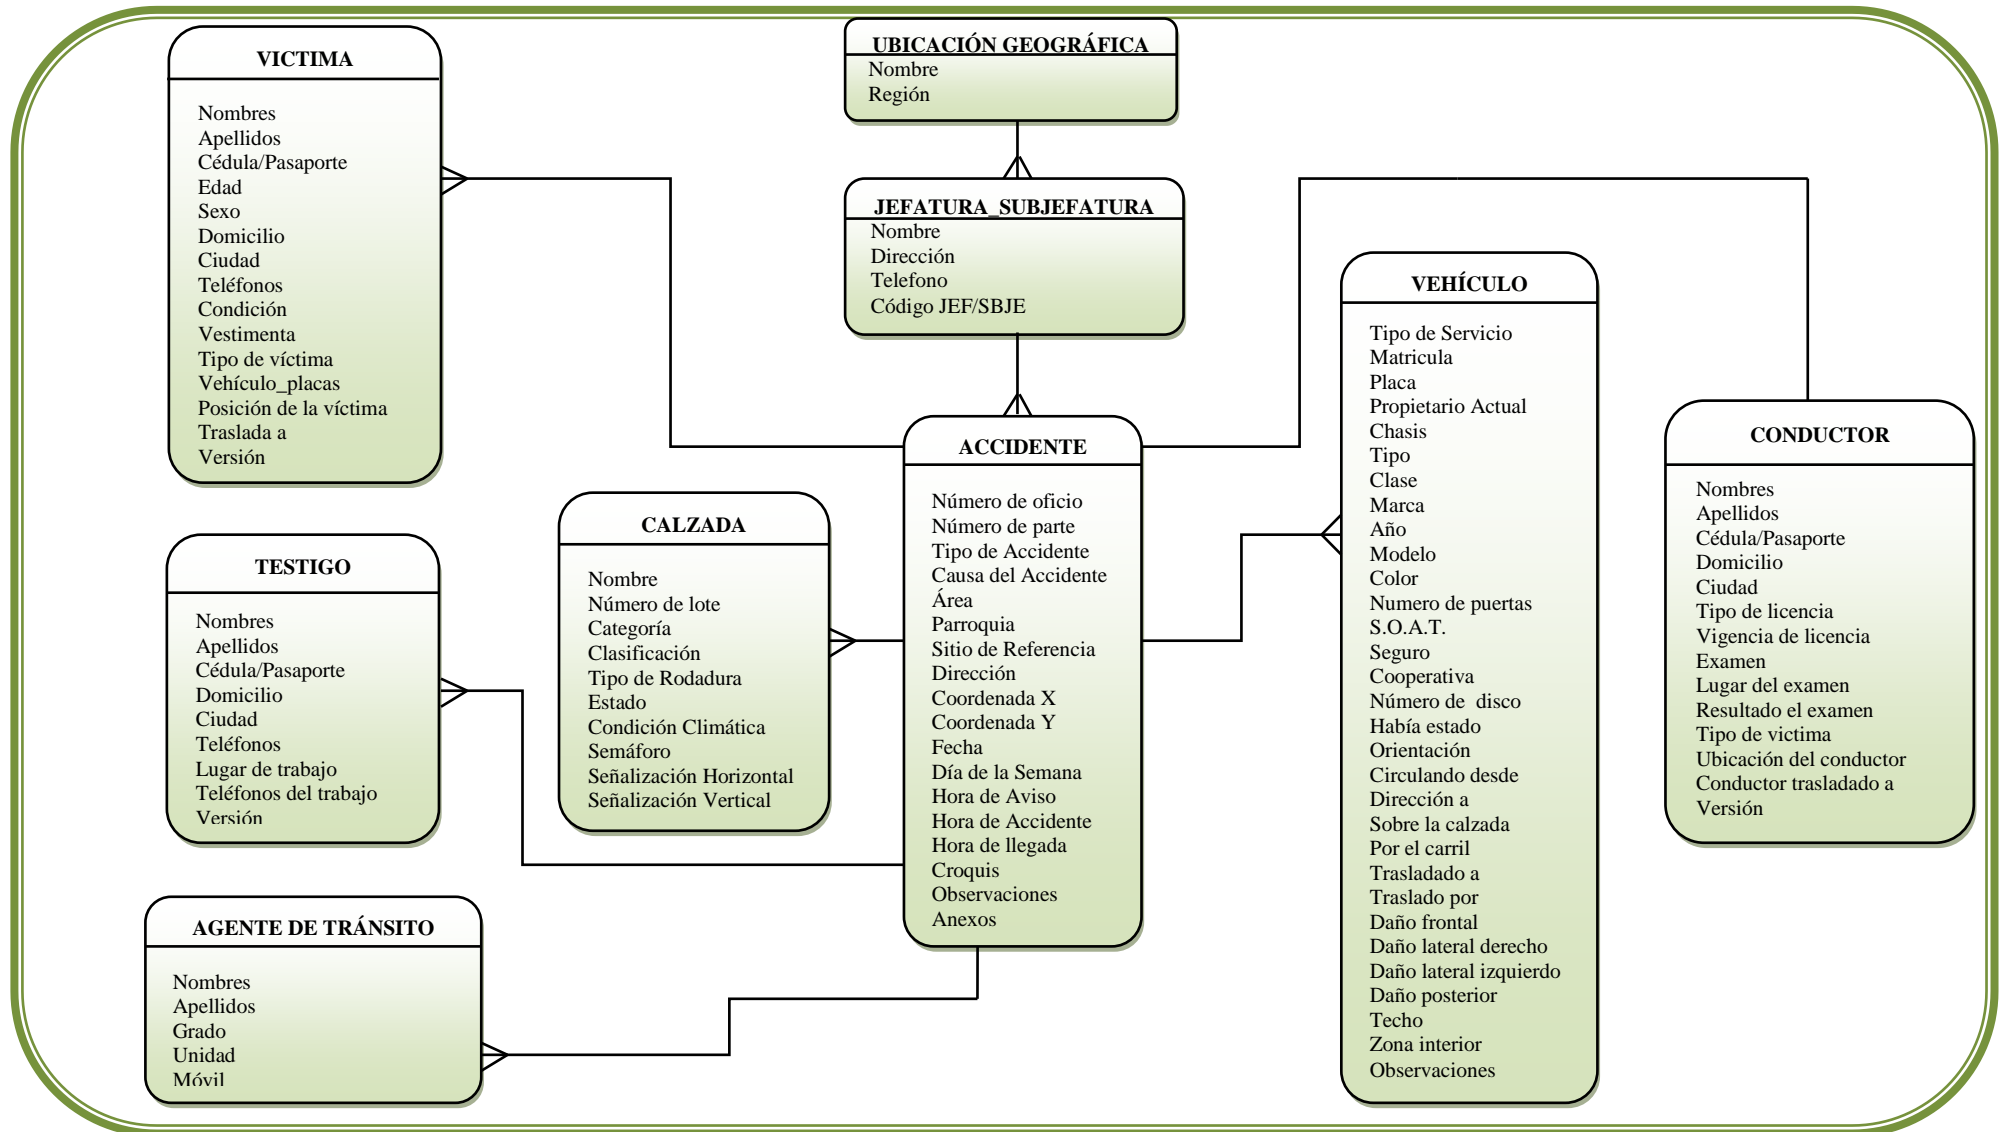 VICTIMA
Nombres
Apellidos
Cédula/Pasaporte
Edad
Sexo
Domicilio
Ciudad
Teléfonos
Condición
Vestimenta
Tipo de víctima
Vehículo_placas
Posición de la víctima
Traslada a
Versión
UBICACIÓN GEOGRÁFICA
Nombre
Región
JEFATURA_SUBJEFATURA
Nombre
Dirección
Telefono
Código JEF/SBJE
TESTIGO
Nombres
Apellidos
Cédula/Pasaporte
Domicilio
Ciudad
Teléfonos
Lugar de trabajo
Teléfonos del trabajo
Versión
CALZADA
Nombre
Número de lote
Categoría
Clasificación
Tipo de Rodadura
Estado
Condición Climática
Semáforo
Señalización Horizontal
Señalización Vertical
ACCIDENTE
Número de oficio
Número de parte
Tipo de Accidente
Causa del Accidente
Área
Parroquia
Sitio de Referencia
Dirección
Coordenada X
Coordenada Y
Fecha
Día de la Semana
Hora de Aviso
Hora de Accidente
Hora de llegada
Croquis
Observaciones
Anexos
VEHÍCULO
Tipo de Servicio
Matricula
Placa
Propietario Actual
Chasis
Tipo
Clase
Marca
Año
Modelo
Color
Numero de puertas
S.O.A.T.
Seguro
Cooperativa
Número de disco
Había estado
Orientación
Circulando desde
Dirección a
Sobre la calzada
Por el carril
Trasladado a
Traslado por
Daño frontal
Daño lateral derecho
Daño lateral izquierdo
Daño posterior
Techo
Zona interior
Observaciones
CONDUCTOR
Nombres
Apellidos
Cédula/Pasaporte
Domicilio
Ciudad
Tipo de licencia
Vigencia de licencia
Examen
Lugar del examen
Resultado el examen
Tipo de victima
Ubicación del conductor
Conductor trasladado a
Versión
AGENTE DE TRÁNSITO
Nombres
Apellidos
Grado
Unidad
Móvil